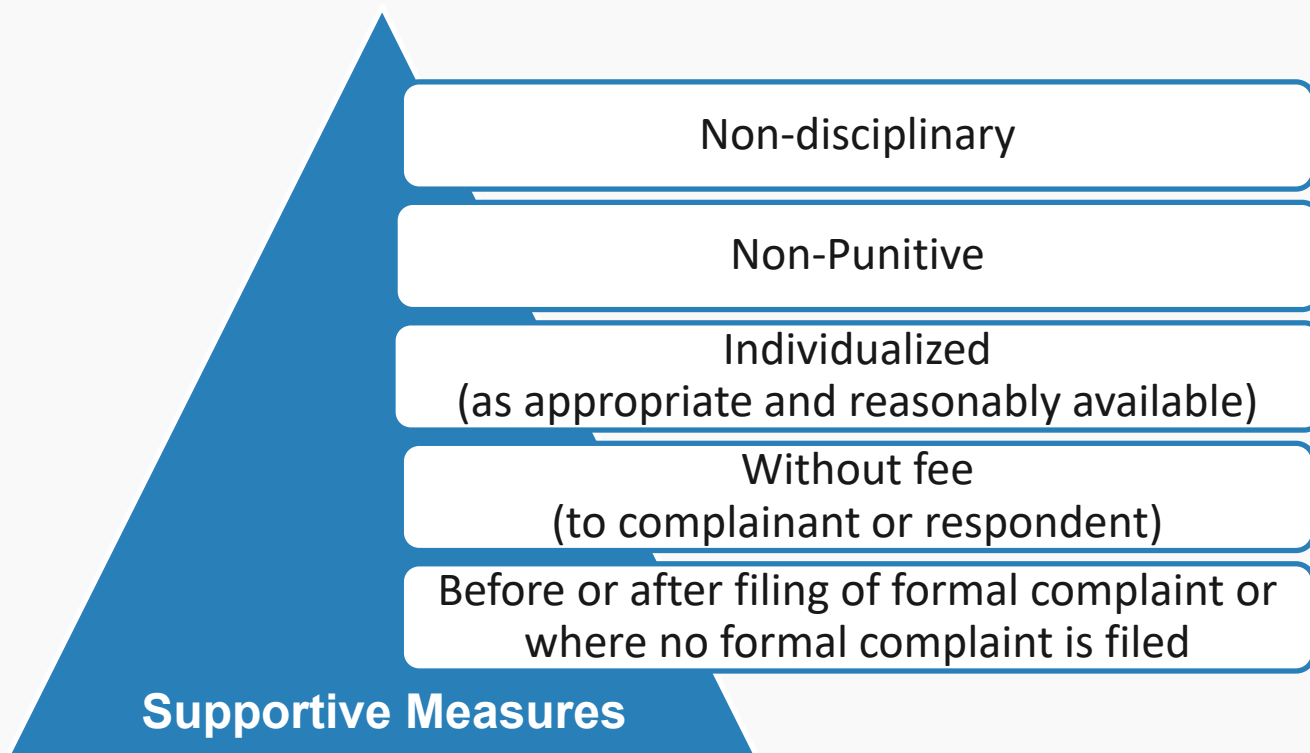 Non-disciplinary
Non-Punitive
Individualized
(as appropriate and reasonably available)
Without fee
(to complainant or respondent)
Before or after filing of formal complaint or
where no formal complaint is filed
Supportive Measures